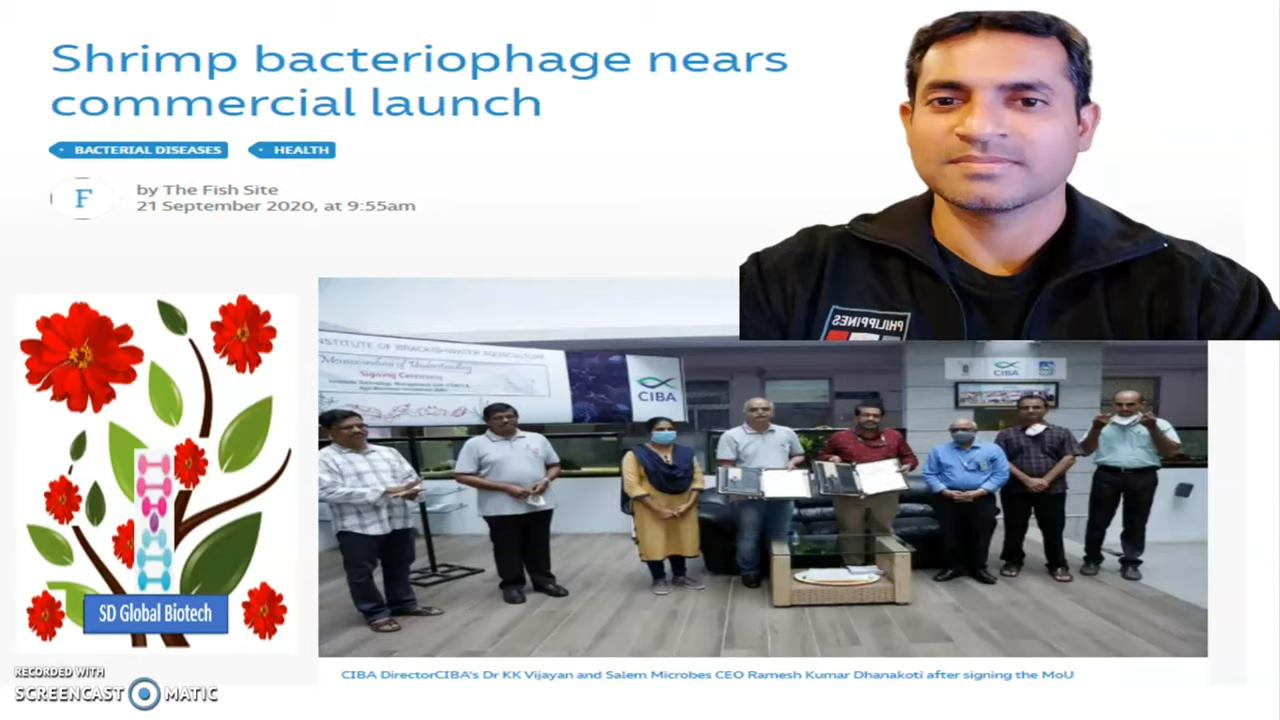 Shrimp bacteriophage nears
commercial launch
BACTERIAL DISEASES
HEALTH
F
by The Fish Site
21 September 2020, at 9:55am
PHILIPPINES
INSTITUTE OF BRACKISHWATER AQUACULTURE
Memorandum of Understanding
Signing Ceremony
CIBA
CIBA
SD Global Biotech
CIBA DirectorCIBA's Dr KK Vijayan and Salem Microbes CEO Ramesh Kumar Dhanakoti after signing the MoU
RECORDED WITH
SCREENCAST MATIC